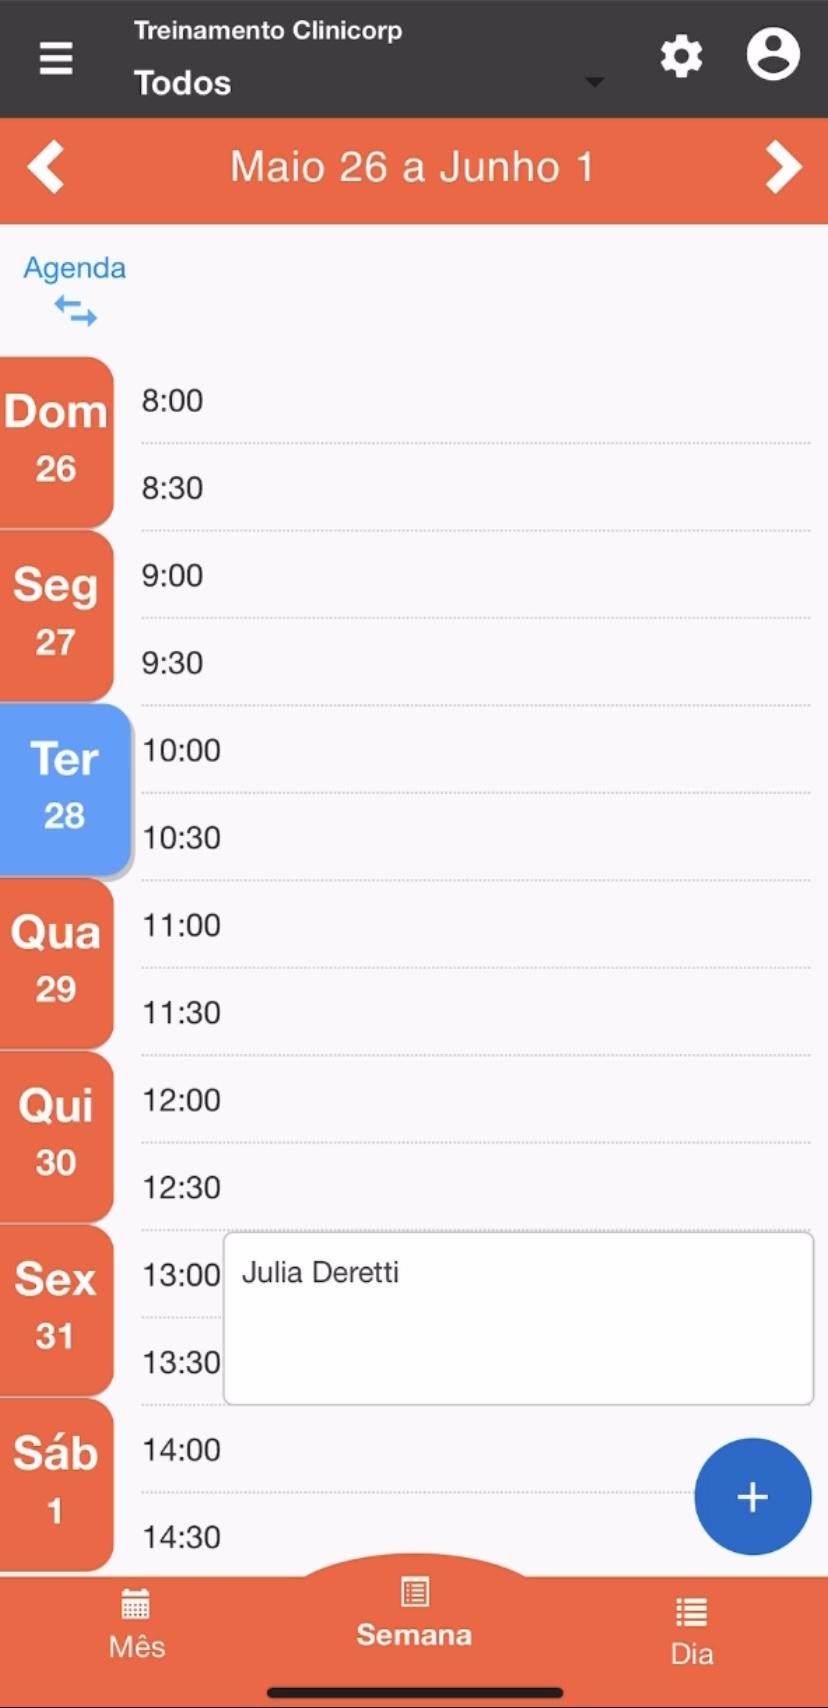 Treinamento Clinicorp
Todos
Maio 26 a Junho 1
Agenda
Dom
26
Seg
27
Ter
28
Qua
29
Qui
30
Sex
31
Sáb
1
8:00
8:30
9:00
9:30
10:00
10:30
11:00
11:30
12:00
12:30
13:00 Julia Deretti
13:30
14:00
14:30
+
Mês
Semana
Dia